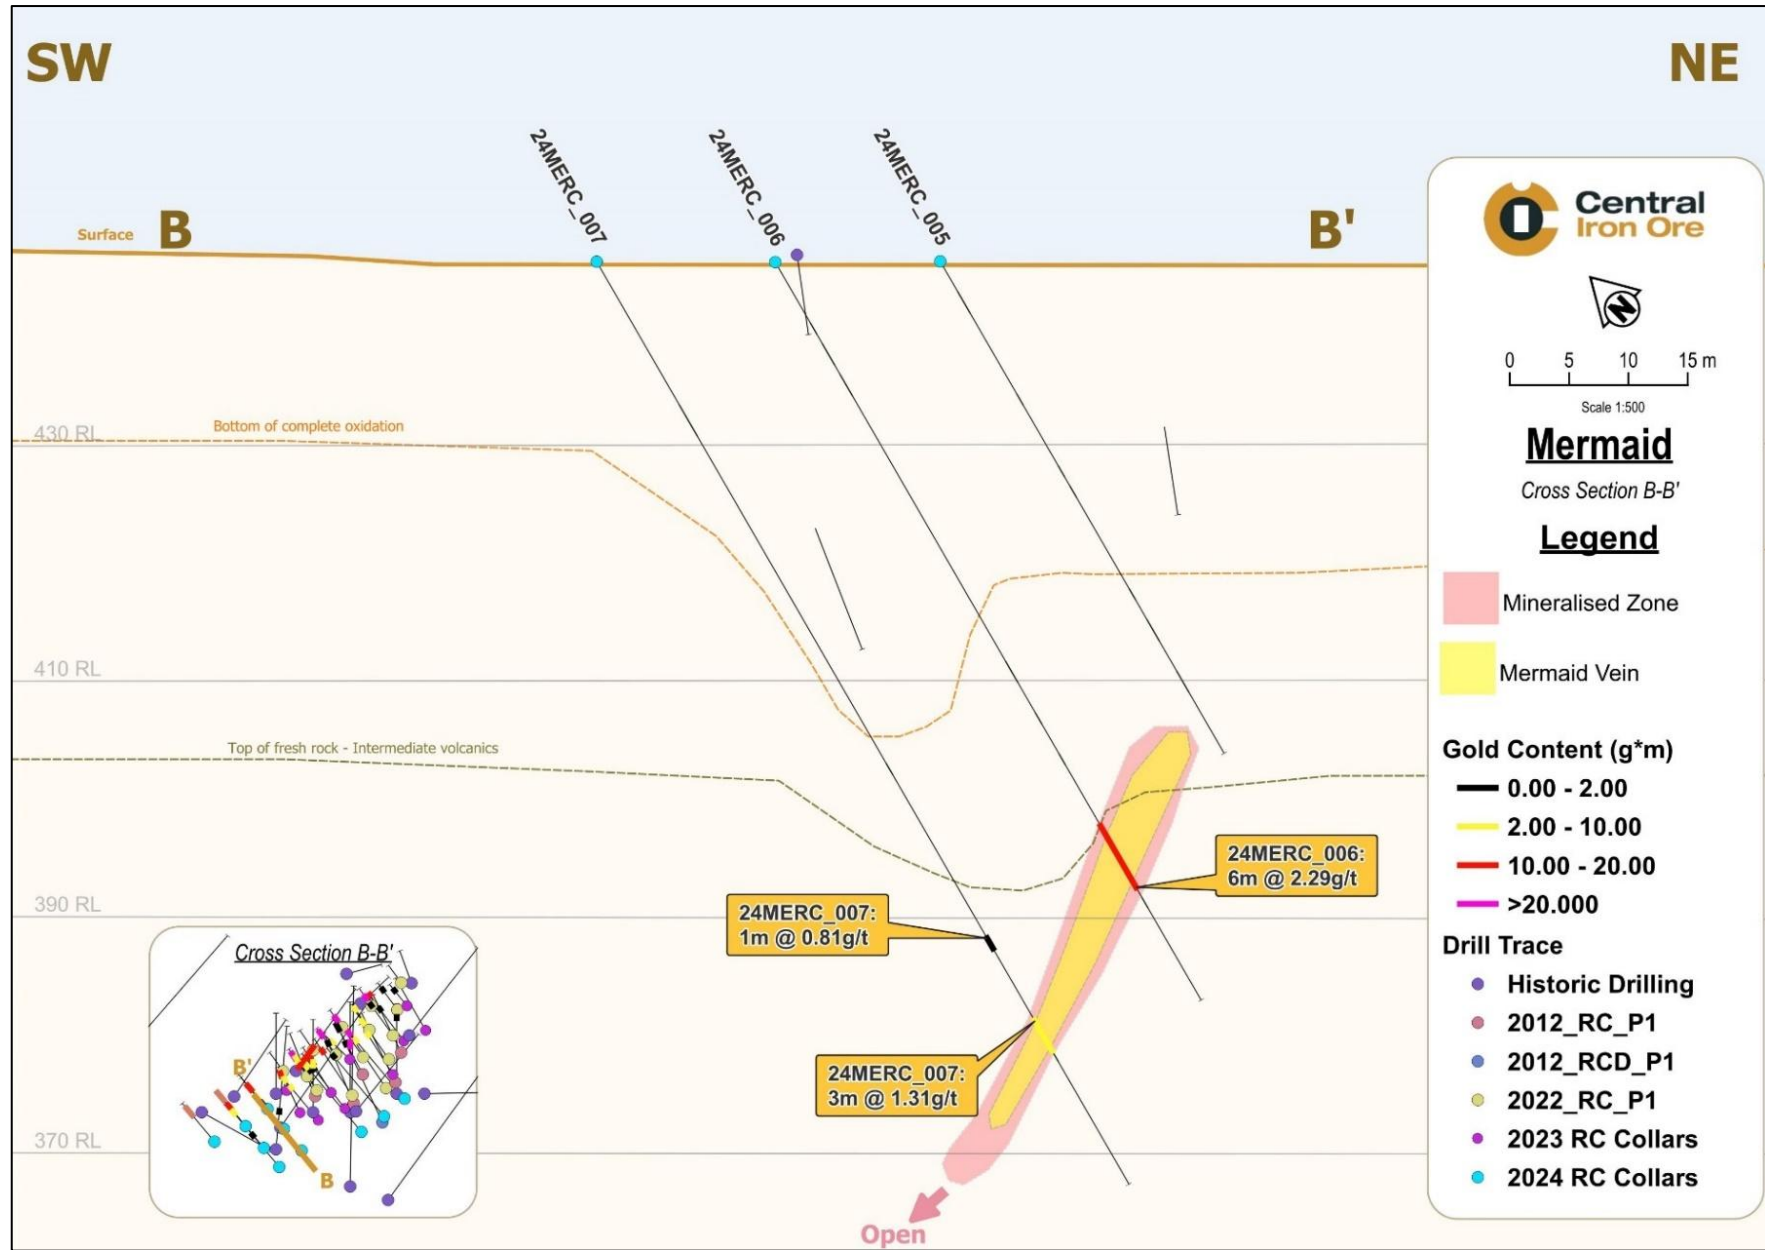 SW
NE
24MERC_007
24MERC_006
24MERC_005
Surface
B
B'
430 RL
Bottom of complete oxidation
410 RL
Top of fresh rock - Intermediate volcanics
390 RL
370 RL
24MERC_006:
6m @ 2.29g/t
24MERC_007:
1m @ 0.81g/t
24MERC_007:
3m @ 1.31g/t
Open
Cross Section B-B'
B'
B
Central
Iron Ore
N
0 5 10 15 m
Scale 1:500
Mermaid
Cross Section B-B'
Legend
Mineralised Zone
Mermaid Vein
Gold Content (g*m)
0.00 - 2.00
2.00 - 10.00
10.00 - 20.00
>20.000
Drill Trace
Historic Drilling
2012_RC_P1
2012_RCD_P1
2022_RC_P1
2023 RC Collars
2024 RC Collars